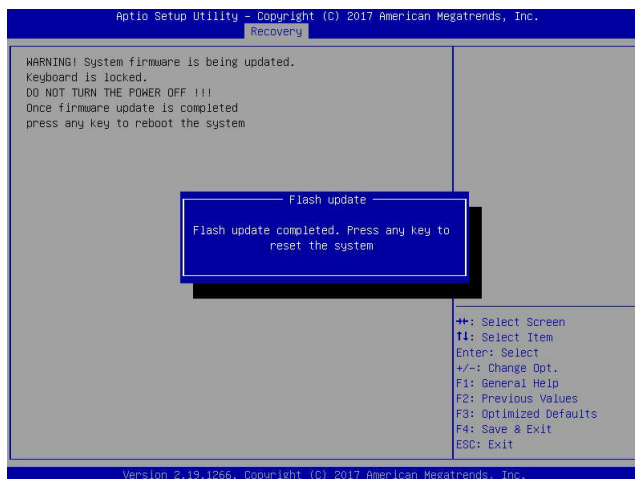 Aptio Setup Utility – Copyright (C) 2017 American Megatrends, Inc.
Recovery
WARNING! System firmware is being updated.
Keyboard is locked.
DO NOT TURN THE POWER OFF !!!
Once firmware update is completed
press any key to reboot the system
Flash update
Flash update completed. Press any key to
reset the system
→←: Select Screen
↑↓: Select Item
Enter: Select
+/-: Change Opt.
F1: General Help
F2: Previous Values
F3: Optimized Defaults
F4: Save & Exit
ESC: Exit
Version 2.19.1266. Copyright (C) 2017 American Megatrends, Inc.